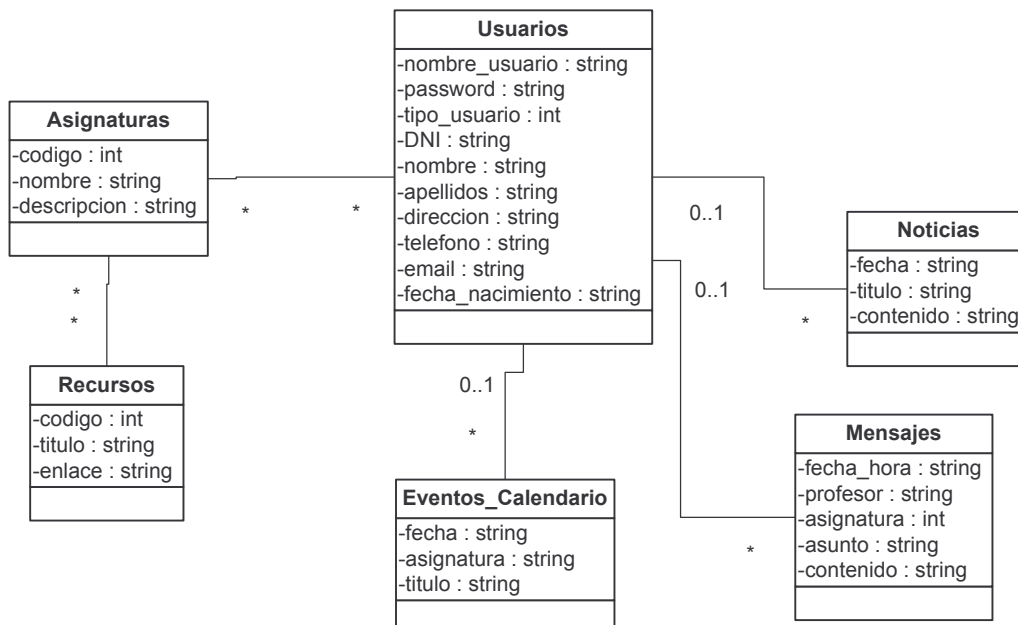 Usuarios
-nombre_usuario : string
-password : string
-tipo_usuario : int
-DNI : string
-nombre : string
-apellidos : string
-direccion : string
-telefono : string
-email : string
-fecha_nacimiento : string
Asignaturas
-codigo : int
-nombre : string
-descripcion : string
*
*
0..1
*
Noticias
-fecha : string
-titulo : string
-contenido : string
0..1
*
Mensajes
-fecha_hora : string
-profesor : string
-asignatura : int
-asunto : string
-contenido : string
*
*
Recursos
-codigo : int
-titulo : string
-enlace : string
0..1
*
Eventos_Calendario
-fecha : string
-asignatura : string
-titulo : string